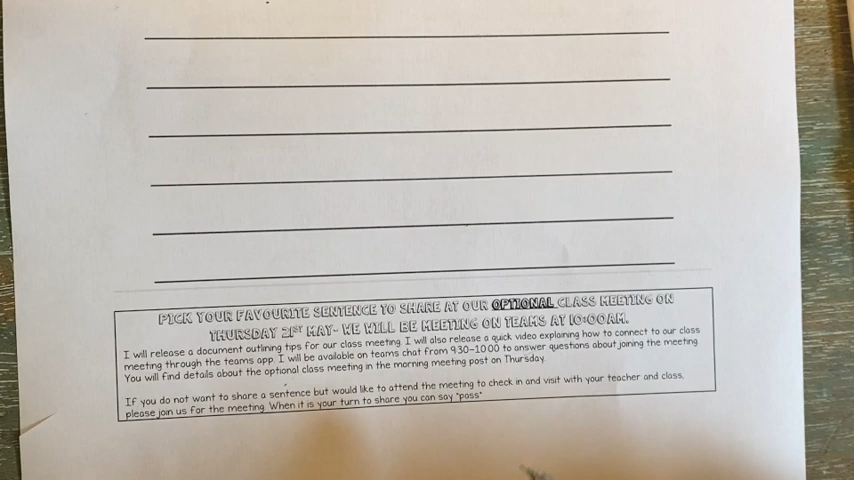 PICK YOUR FAVOURITE SENTENCE TO SHARE AT OUR OPTIONAL CLASS MEETING ON
THURSDAY 21ST MAY- WE WILL BE MEETING ON TEAMS AT 10:00AM.
I will release a document outlining tips for our class meeting. I will also release a quick video explaining how to connect to our class
meeting through the teams app. I will be available on teams chat from 9:30-10:00 to answer questions about joining the meeting.
You will find details about the optional class meeting in the morning meeting post on Thursday.
If you do not want to share a sentence but would like to attend the meeting to check in and visit with your teacher and class,
please join us for the meeting. When it is your turn to share you can say "pass"